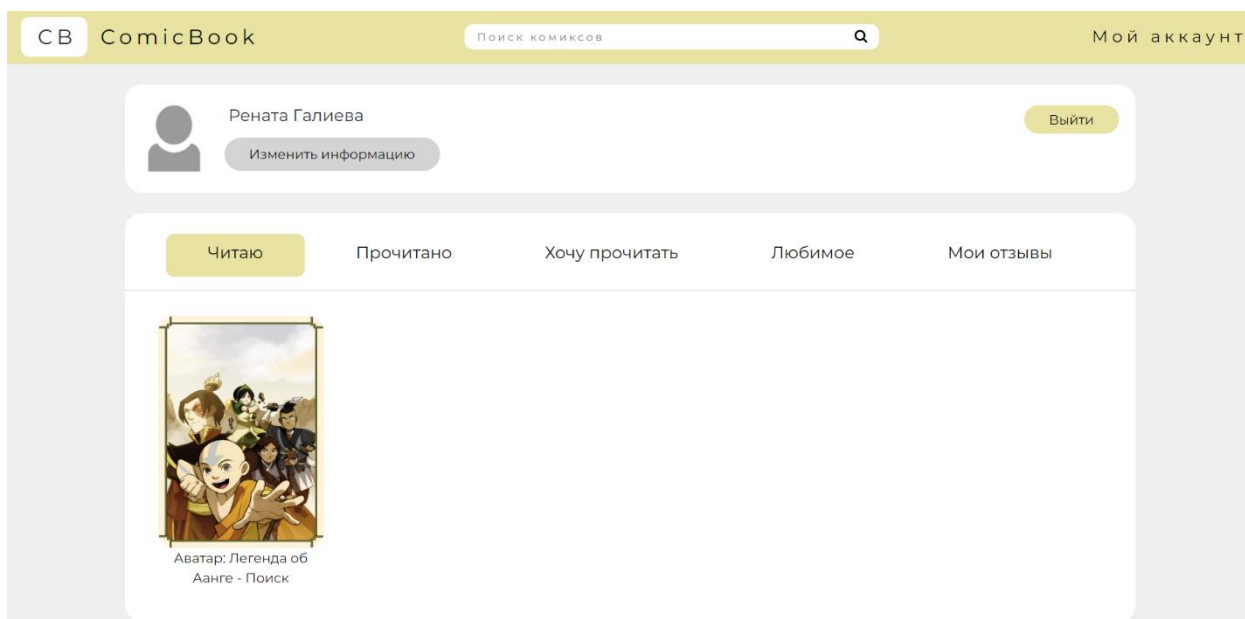 CB ComicBook Поиск комиксов Мой аккаунт
Рената Галиева
Выйти
Изменить информацию
Читаю Прочитано Хочу прочитать Любимое Мои отзывы
Аватар: Легенда об
Аанге - Поиск